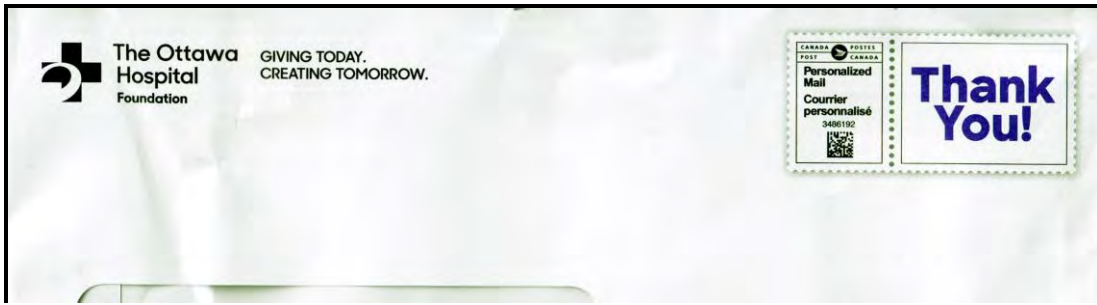 The Ottawa
Hospital
Foundation
GIVING TODAY.
CREATING TOMORROW.
CANADA POSTES
POST CANADA
Personalized
Mail
Courrier
personnalisé
3486192
Thank
You!